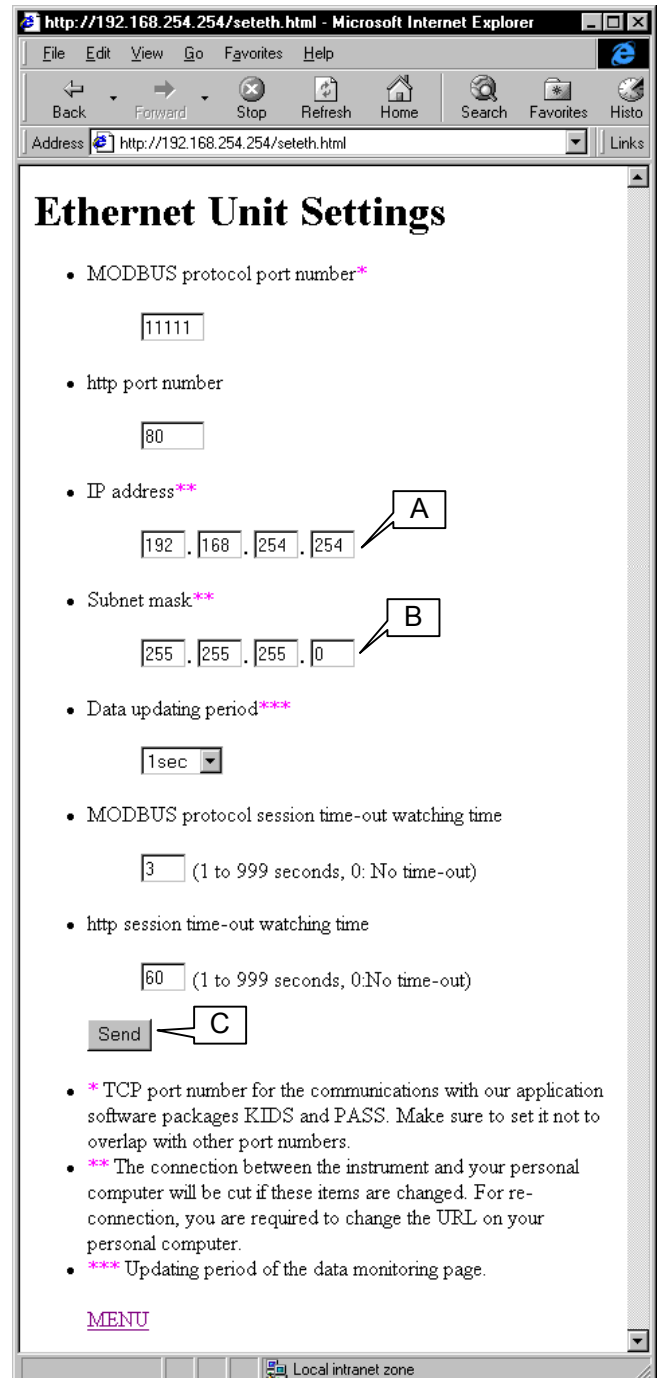 http://192.168.254.254/seteth.html - Microsoft Internet Explorer
File Edit View Go Favorites Help
Back Forward Stop Refresh Home Search Favorites Histo
Address http://192.168.254.254/seteth.html Links
Ethernet Unit Settings
• MODBUS protocol port number*
11111
• http port number
80
• IP address**
A
192 . 168 . 254 . 254
• Subnet mask**
B
255 . 255 . 255 . 0
• Data updating period***
1sec
• MODBUS protocol session time-out watching time
3 (1 to 999 seconds, 0: No time-out)
• http session time-out watching time
60 (1 to 999 seconds, 0:No time-out)
Send C
• * TCP port number for the communications with our application
software packages KIDS and PASS. Make sure to set it not to
overlap with other port numbers.
• ** The connection between the instrument and your personal
computer will be cut if these items are changed. For re-
connection, you are required to change the URL on your
personal computer.
• *** Updating period of the data monitoring page.
MENU
Local intranet zone